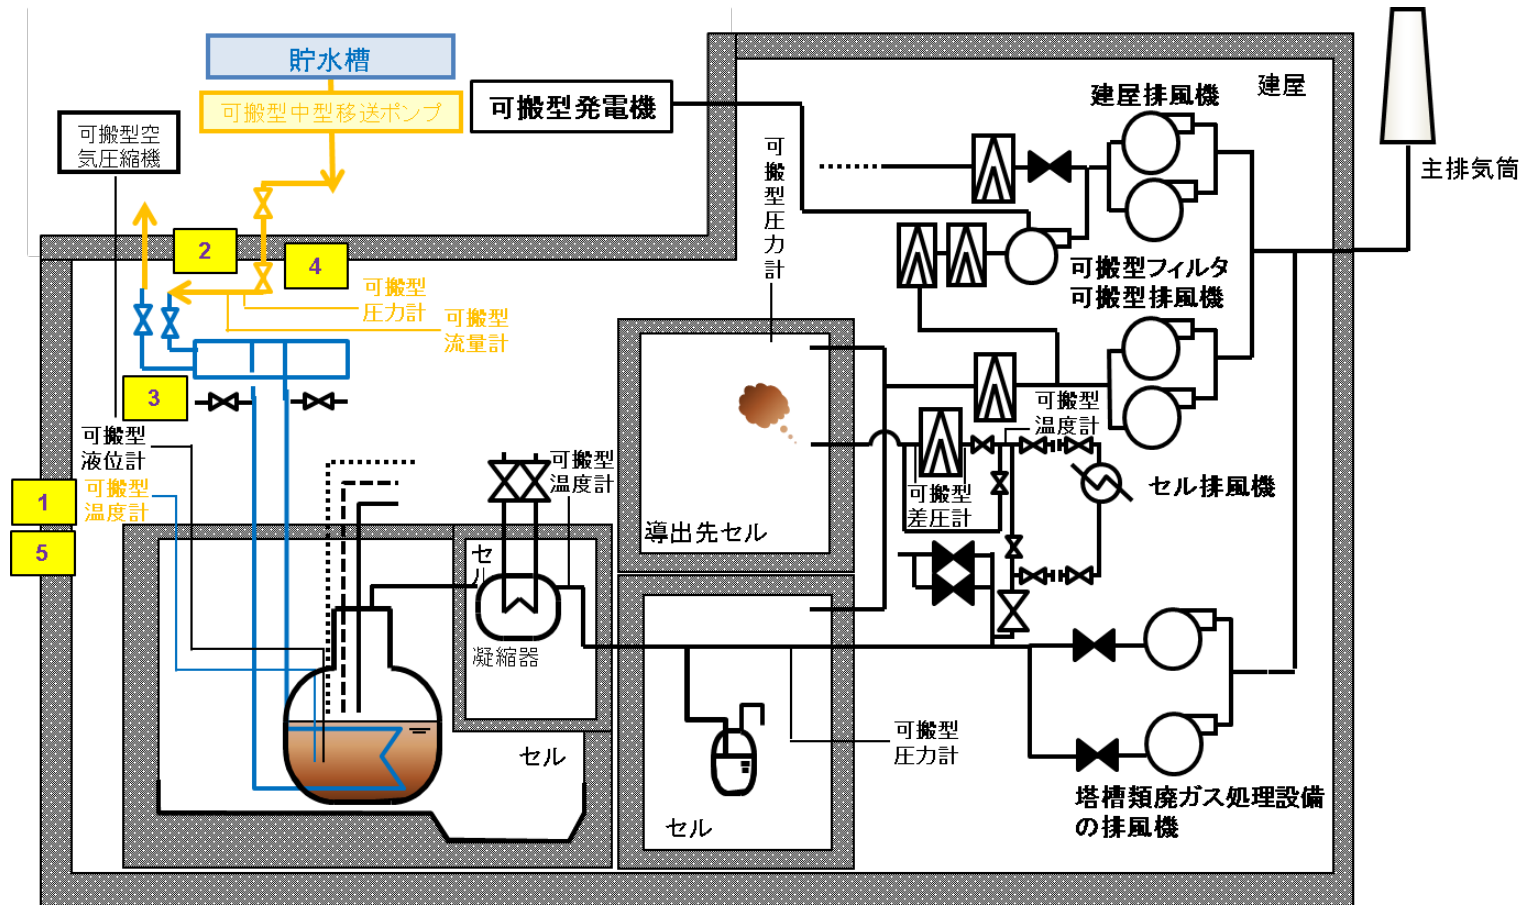 貯水槽
可搬型中型移送ポンプ
可搬型発電機
可搬型空
気圧縮機
建屋
建屋排風機
主排気筒
可搬型圧力計
2
4
可搬型フィルタ
可搬型排風機
可搬型
圧力計
可搬型
流量計
3
可搬型
温度計
可搬型
液位計
可搬型
温度計
1
可搬型
温度計
5
可搬型
差圧計
セル排風機
導出先セル
セル
凝縮器
セル
可搬型
圧力計
セル
塔槽類廃ガス処理設備
の排風機